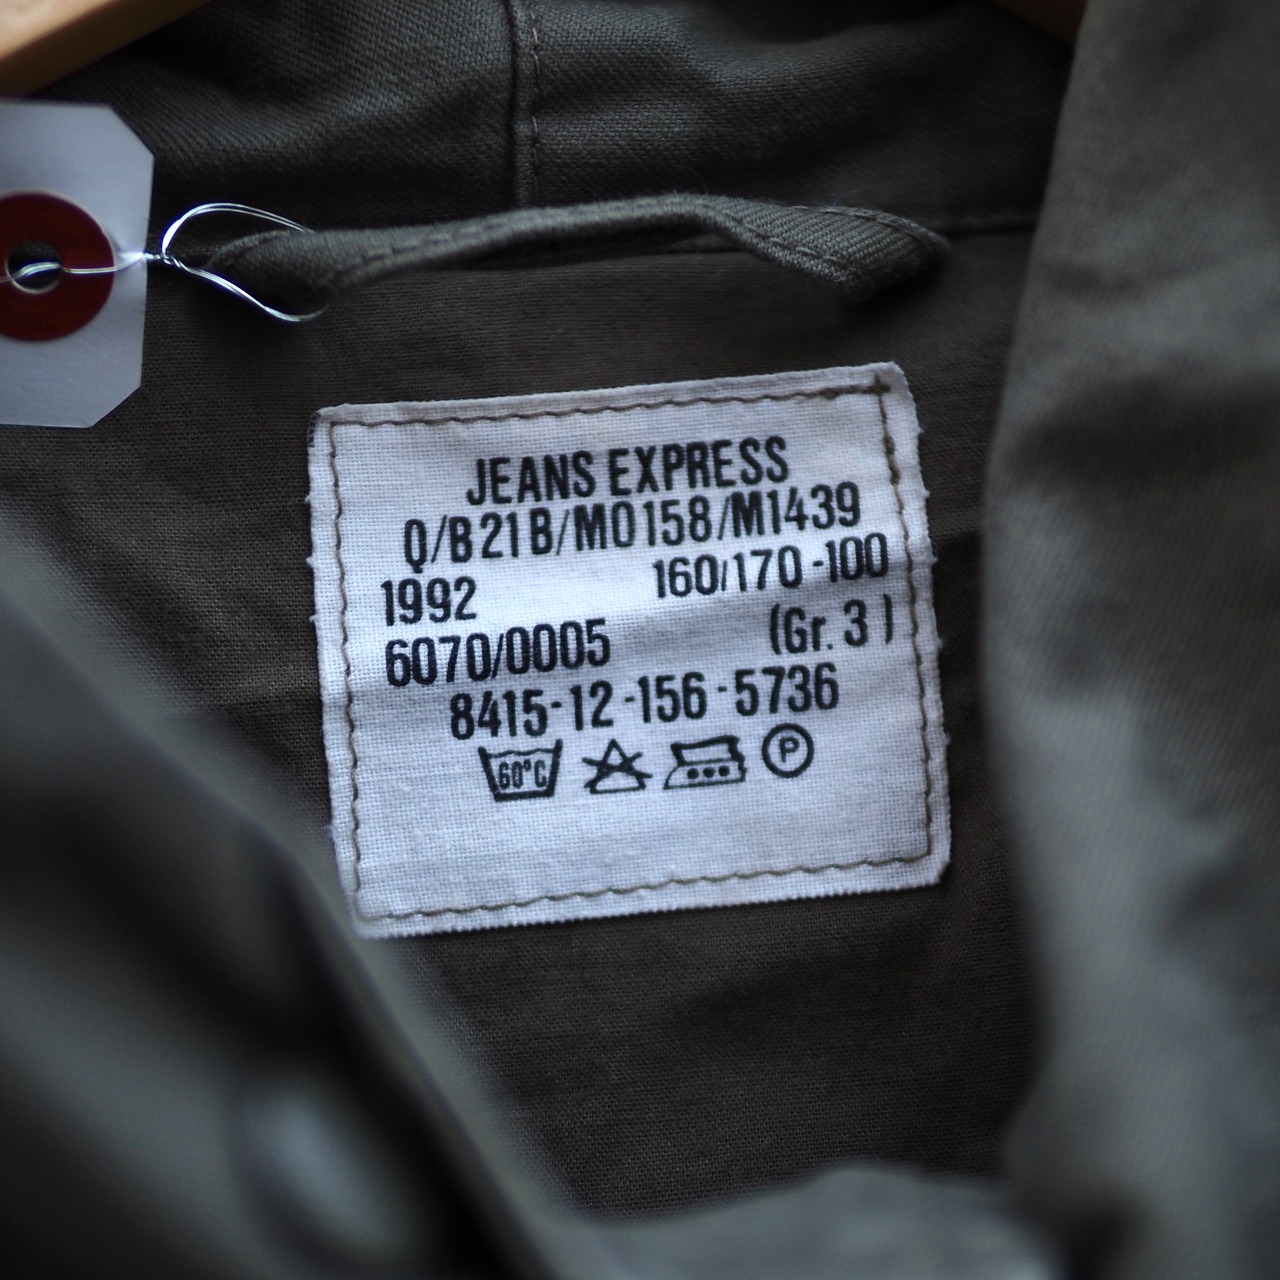 JEANS EXPRESS
Q/B21B/M0158/M1439
1992 160/170-100
6070/0005 (Gr. 3)
8415-12-156-5736
60°C P